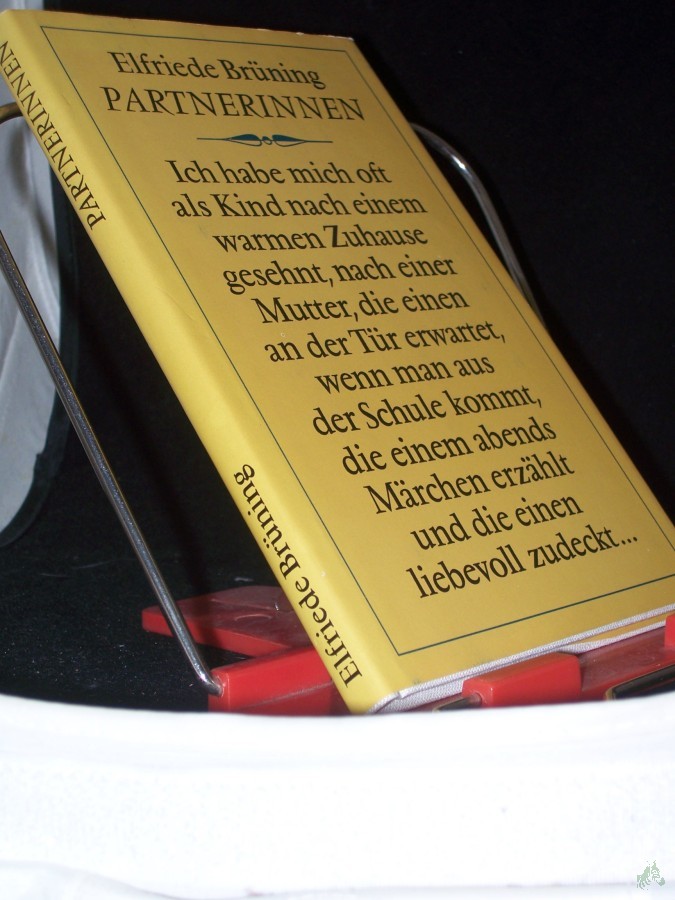 Elfriede Brüning
PARTNERINNEN
Ich habe mich oft
als Kind nach einem
warmen Zuhause
gesehnt, nach einer
Mutter, die einen
an der Tür erwartet,
wenn man aus
der Schule kommt,
die einem abends
Märchen erzählt
und die einen
liebevoll zudeckt...
PARTNERINNEN
Elfriede Brüning